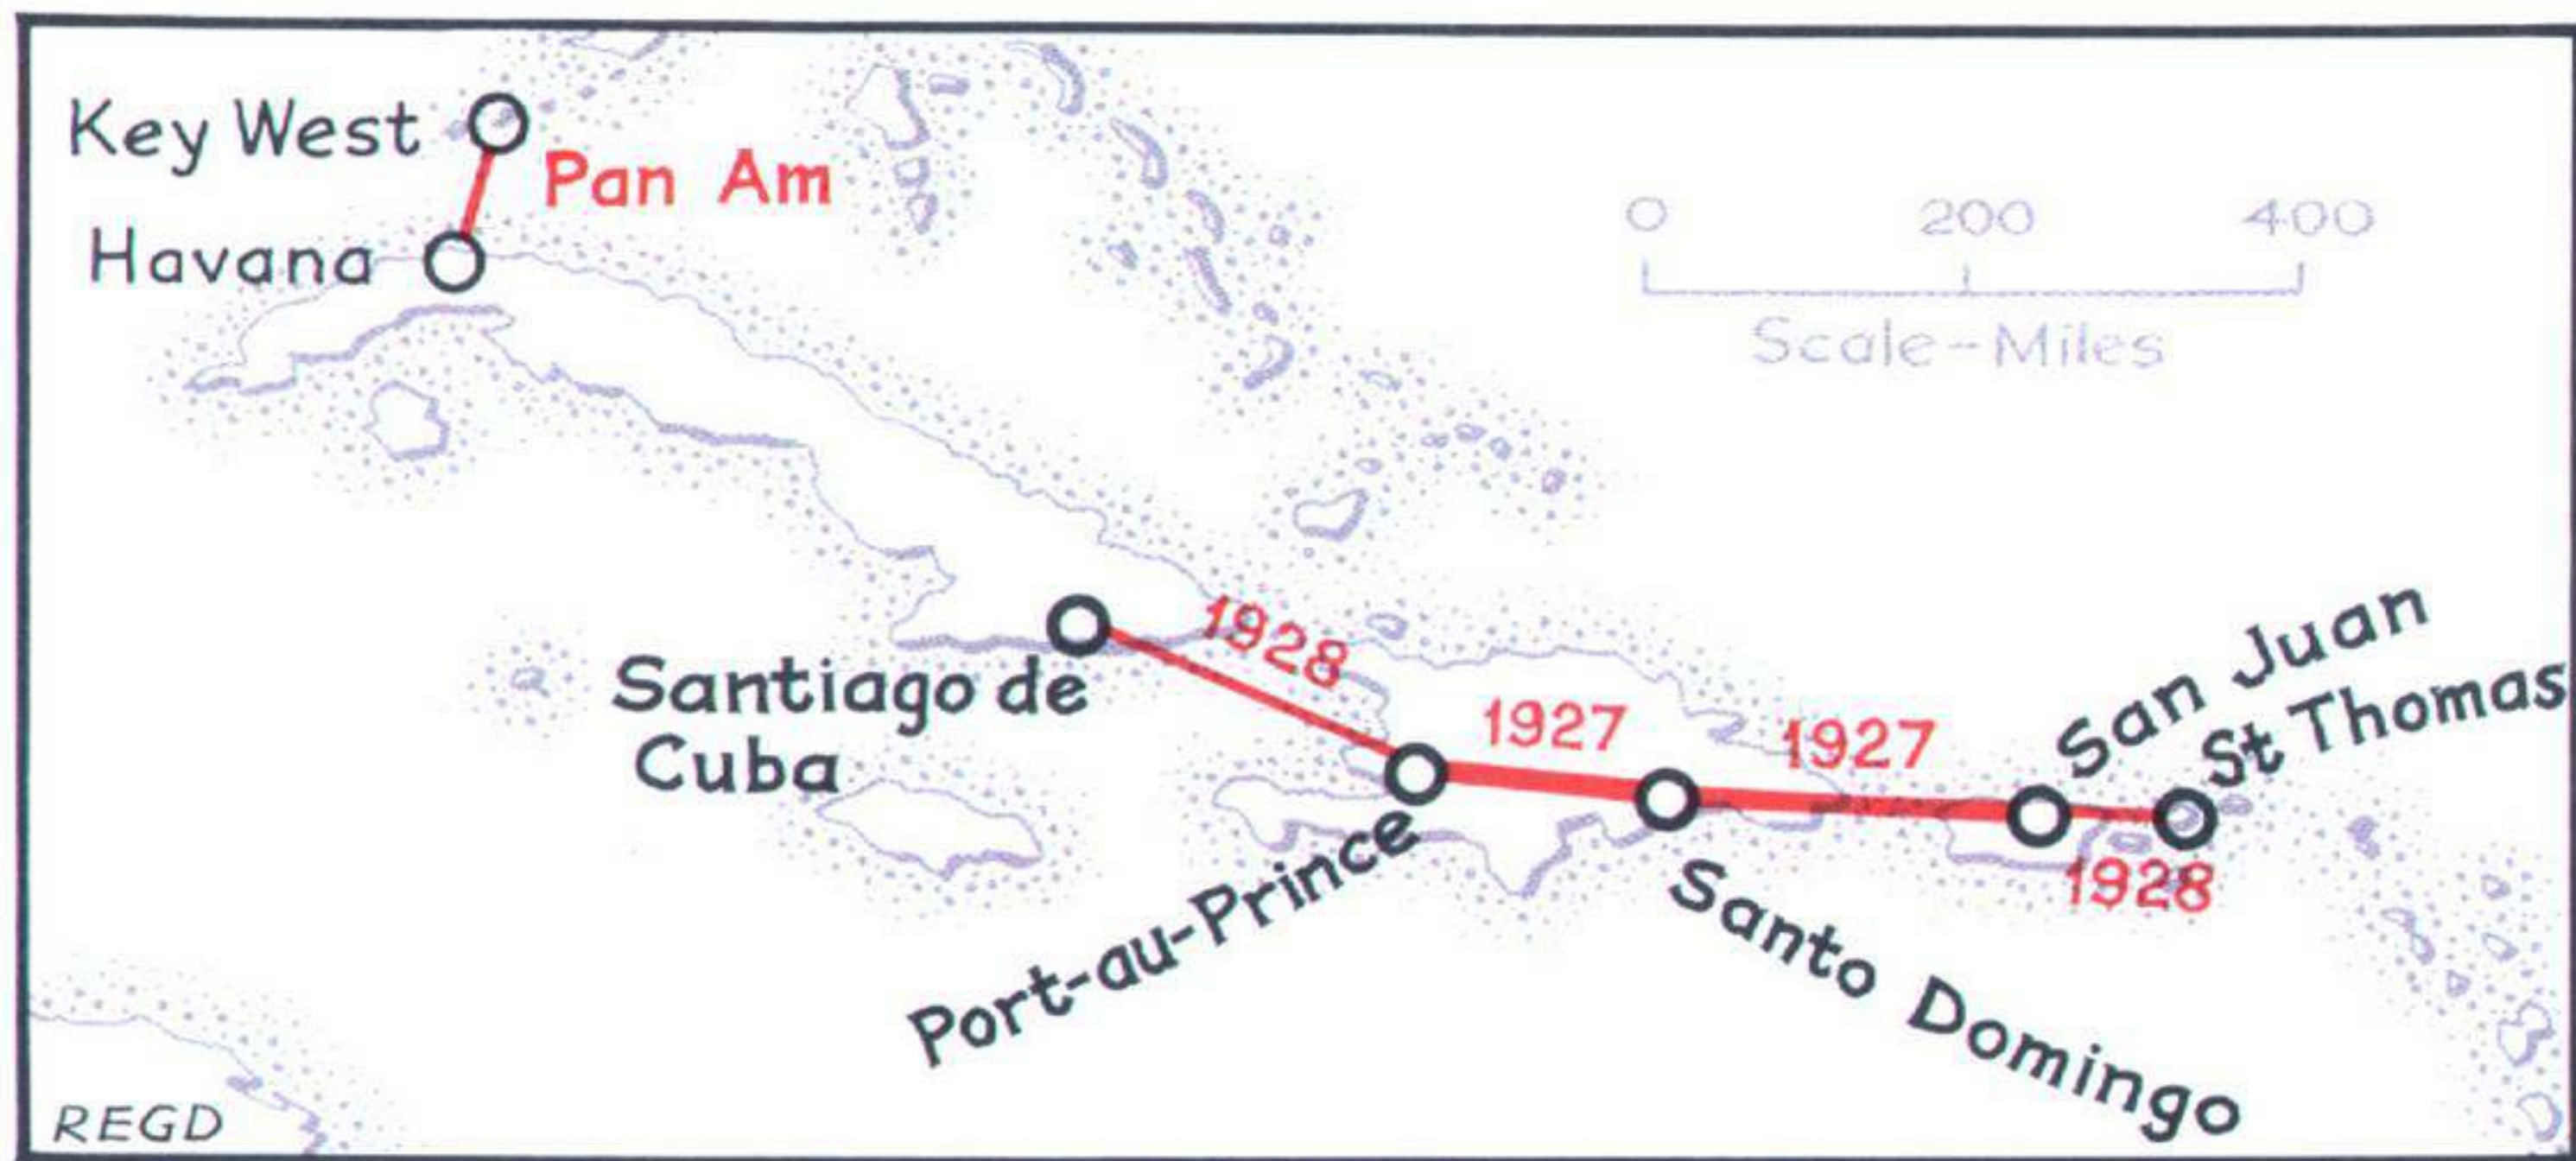 Key West
Pan Am
Havana
0 200 400
Scale-Miles
Santiago de
Cuba
1928
1927
1927
San Juan
St Thomas
1928
Port-au-Prince
Santo Domingo
REGD